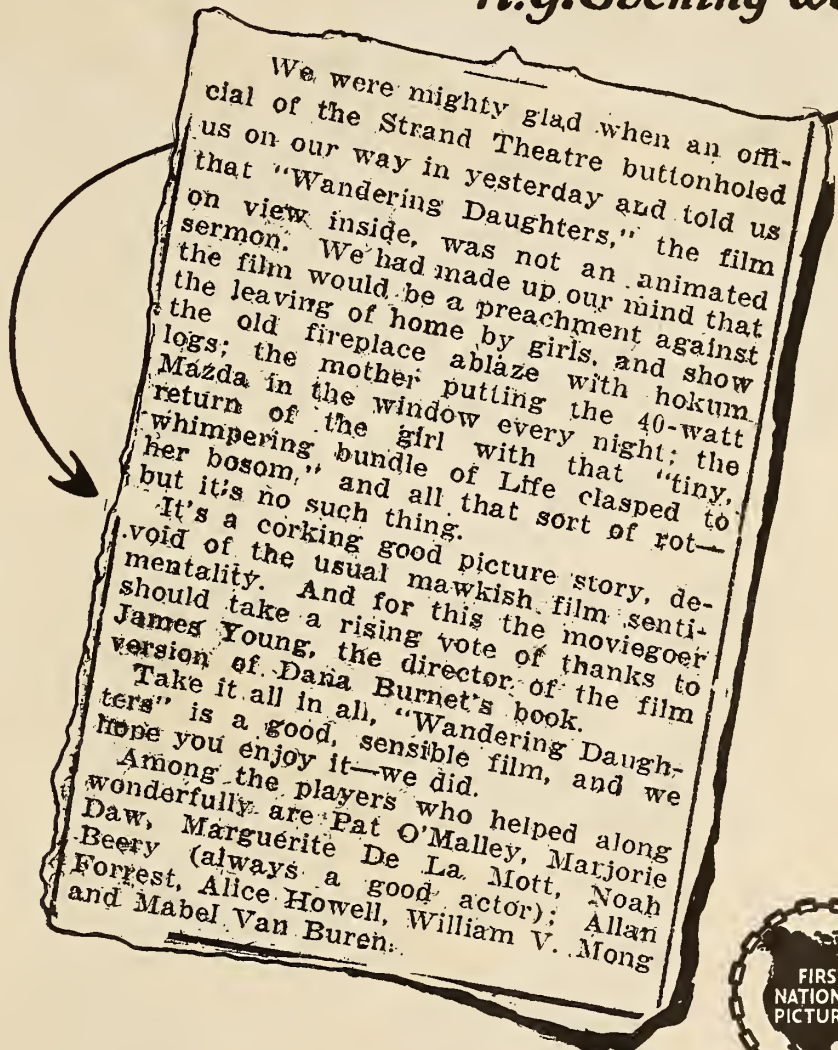 We were mighty glad when an offi-
cial of the Strand Theatre buttonholed
us on our way in yesterday and told us
that "Wandering Daughters," the film
on view inside, was not an animated
sermon. We had made up our mind that
the film would be a preachment against
the leaving of home by girls, and show
the old fireplace ablaze with hokum
logs; the mother putting the 40-watt
Mazda in the window every night; the
return of the girl with that "tiny,
whimpering bundle of Life clasped to
her bosom," and all that sort of rot—
but it's no such thing.
It's a corking good picture story, de-
void of the usual mawkish film senti-
mentality. And for this the moviegoer
should take a rising vote of thanks to
James Young, the director of the film
version of Dana Burnet's book.
Take it all in all, "Wandering Daugh-
ters" is a good, sensible film, and we
hope you enjoy it—we did.
Among the players who helped along
wonderfully are Pat O'Malley, Marjorie
Daw, Marguerite De La Mott, Noah
Beery (always a good actor); Allan
Forrest, Alice Howell, William V. Mong
and Mabel Van Buren.
FIRS
NATION
PICTUR